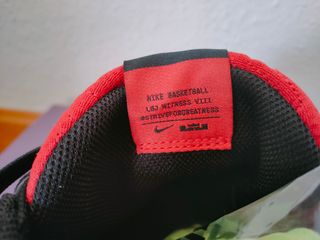 NIKE BASKETBALL
LBJ WITNESS VIII
#STRIVEFORGREATNESS